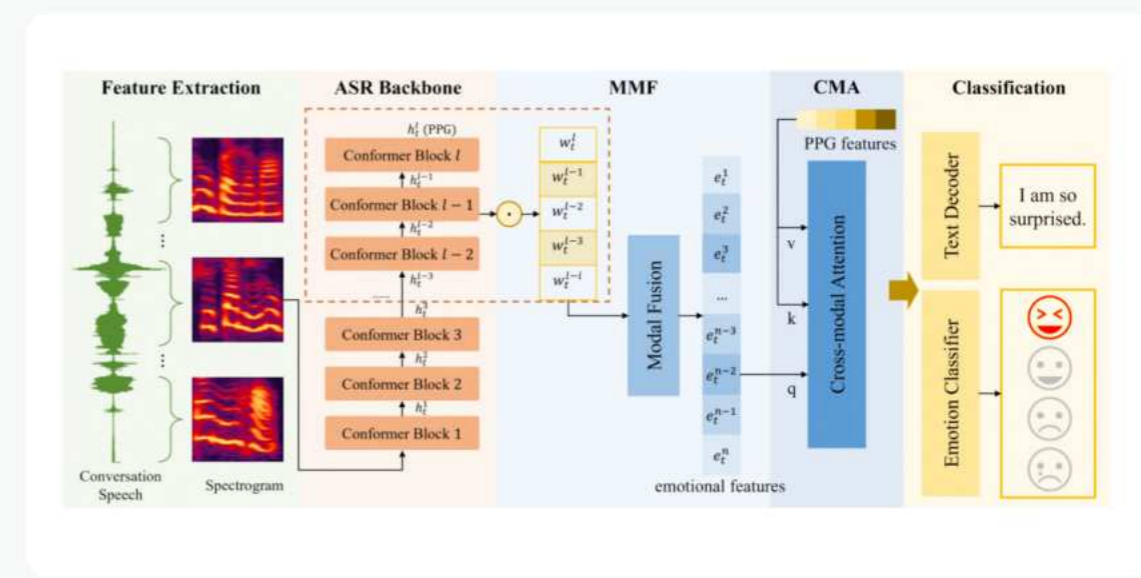 Feature Extraction
ASR Backbone
MMF
CMA
Classification
Conversation
Speech
Spectrogram
⋮
⋮
h_t^l (PPG)
Conformer Block l
h_t^{l-1}
Conformer Block l − 1
h_t^{l-2}
Conformer Block l − 2
h_t^{l-3}
......
h_t^3
Conformer Block 3
h_t^2
Conformer Block 2
h_t^1
Conformer Block 1
w_t^l
w_t^{l-1}
w_t^{l-2}
w_t^{l-3}
w_t^{l-i}
Modal Fusion
e_t^1
e_t^2
e_t^3
...
e_t^{n-3}
e_t^{n-2}
e_t^{n-1}
e_t^n
emotional features
PPG features
v
k
q
Cross-modal Attention
Text Decoder
I am so
surprised.
Emotion Classifier